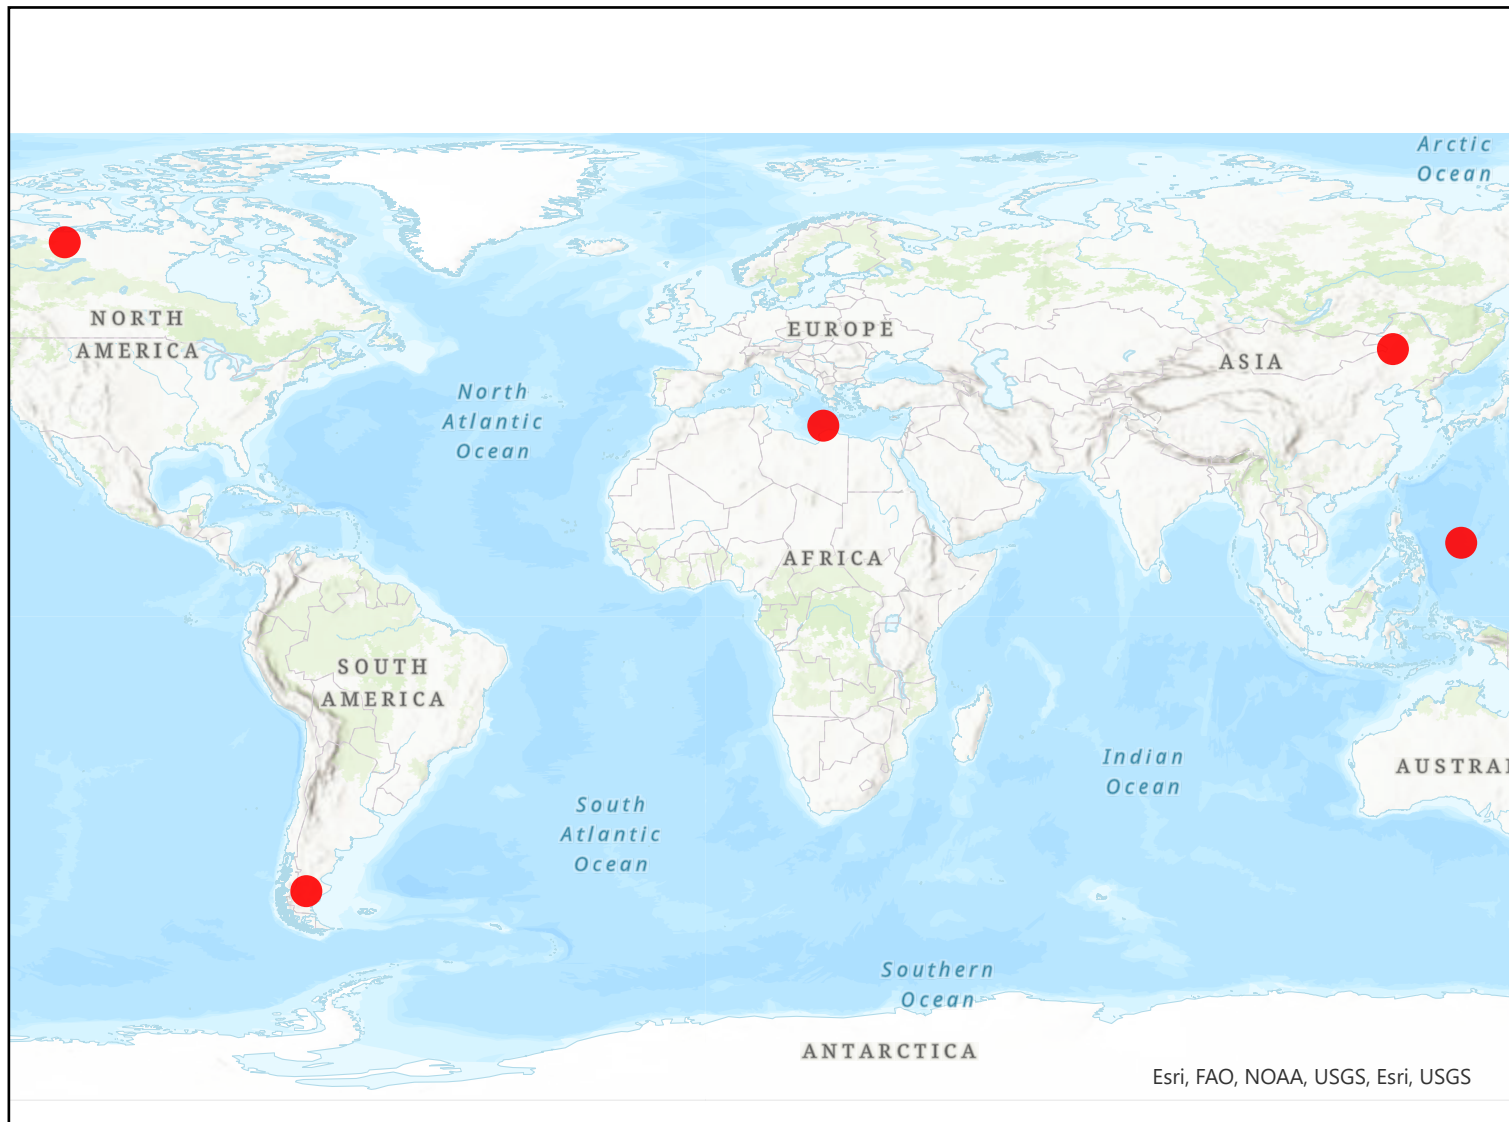 Arctic
Ocean
NORTH
AMERICA
EUROPE
ASIA
North
Atlantic
Ocean
AFRICA
SOUTH
AMERICA
Indian
Ocean
AUSTRAL
South
Atlantic
Ocean
Southern
Ocean
ANTARCTICA
Esri, FAO, NOAA, USGS, Esri, USGS